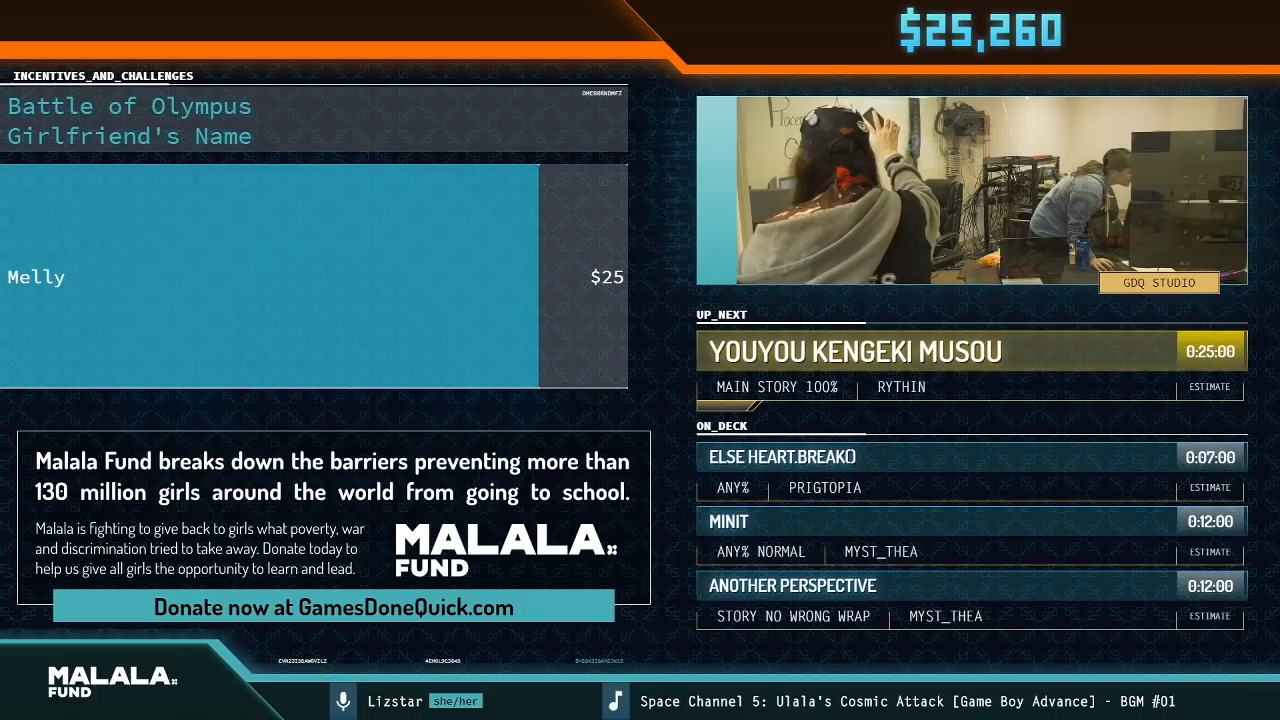 $25,260
INCENTIVES_AND_CHALLENGES
Battle of Olympus
Girlfriend's Name
Melly
$25
GDQ STUDIO
UP_NEXT
YOUYOU KENGEKI MUSOU
0:25:00
MAIN STORY 100%
RYTHIN
ESTIMATE
ON_DECK
ELSE HEART.BREAK()
0:07:00
ANY%
PRIGTOPIA
ESTIMATE
MINIT
0:12:00
ANY% NORMAL
MYST_THEA
ESTIMATE
ANOTHER PERSPECTIVE
0:12:00
STORY NO WRONG WRAP
MYST_THEA
ESTIMATE
Malala Fund breaks down the barriers preventing more than
130 million girls around the world from going to school.
Malala is fighting to give back to girls what poverty, war
and discrimination tried to take away. Donate today to
help us give all girls the opportunity to learn and lead.
MALALA
FUND
Donate now at GamesDoneQuick.com
MALALA
FUND
Lizstar she/her
Space Channel 5: Ulala's Cosmic Attack [Game Boy Advance] - BGM #01